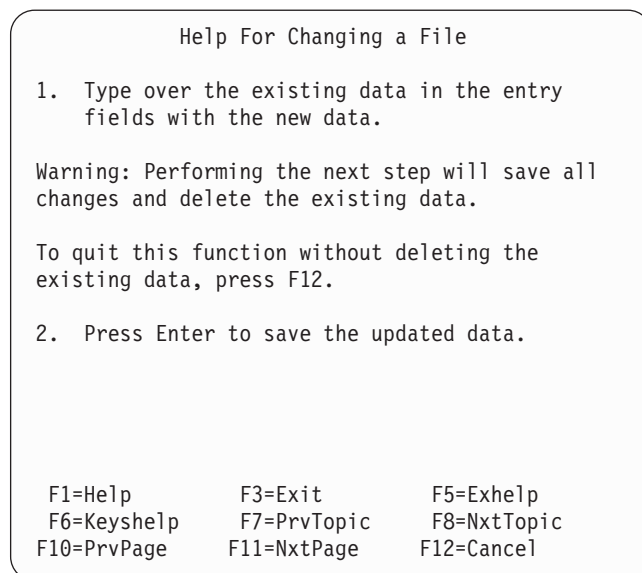 Help For Changing a File
1. Type over the existing data in the entry
fields with the new data.
Warning: Performing the next step will save all
changes and delete the existing data.
To quit this function without deleting the
existing data, press F12.
2. Press Enter to save the updated data.
F1=Help F3=Exit F5=Exhelp
F6=Keyshelp F7=PrvTopic F8=NxtTopic
F10=PrvPage F11=NxtPage F12=Cancel